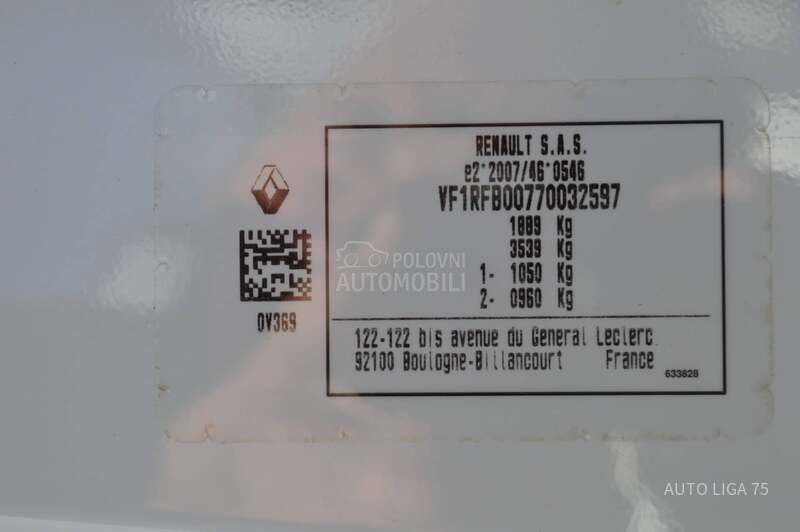 RENAULT S.A.S.
e2*2007/46*0546
VF1RFB00770032597
1889 Kg
3539 Kg
1- 1050 Kg
2- 0960 Kg
0V369
122-122 bis avenue du General Leclerc
92100 Boulogne-Billancourt France
633828
POLOVNI
AUTOMOBILI
AUTO LIGA 75